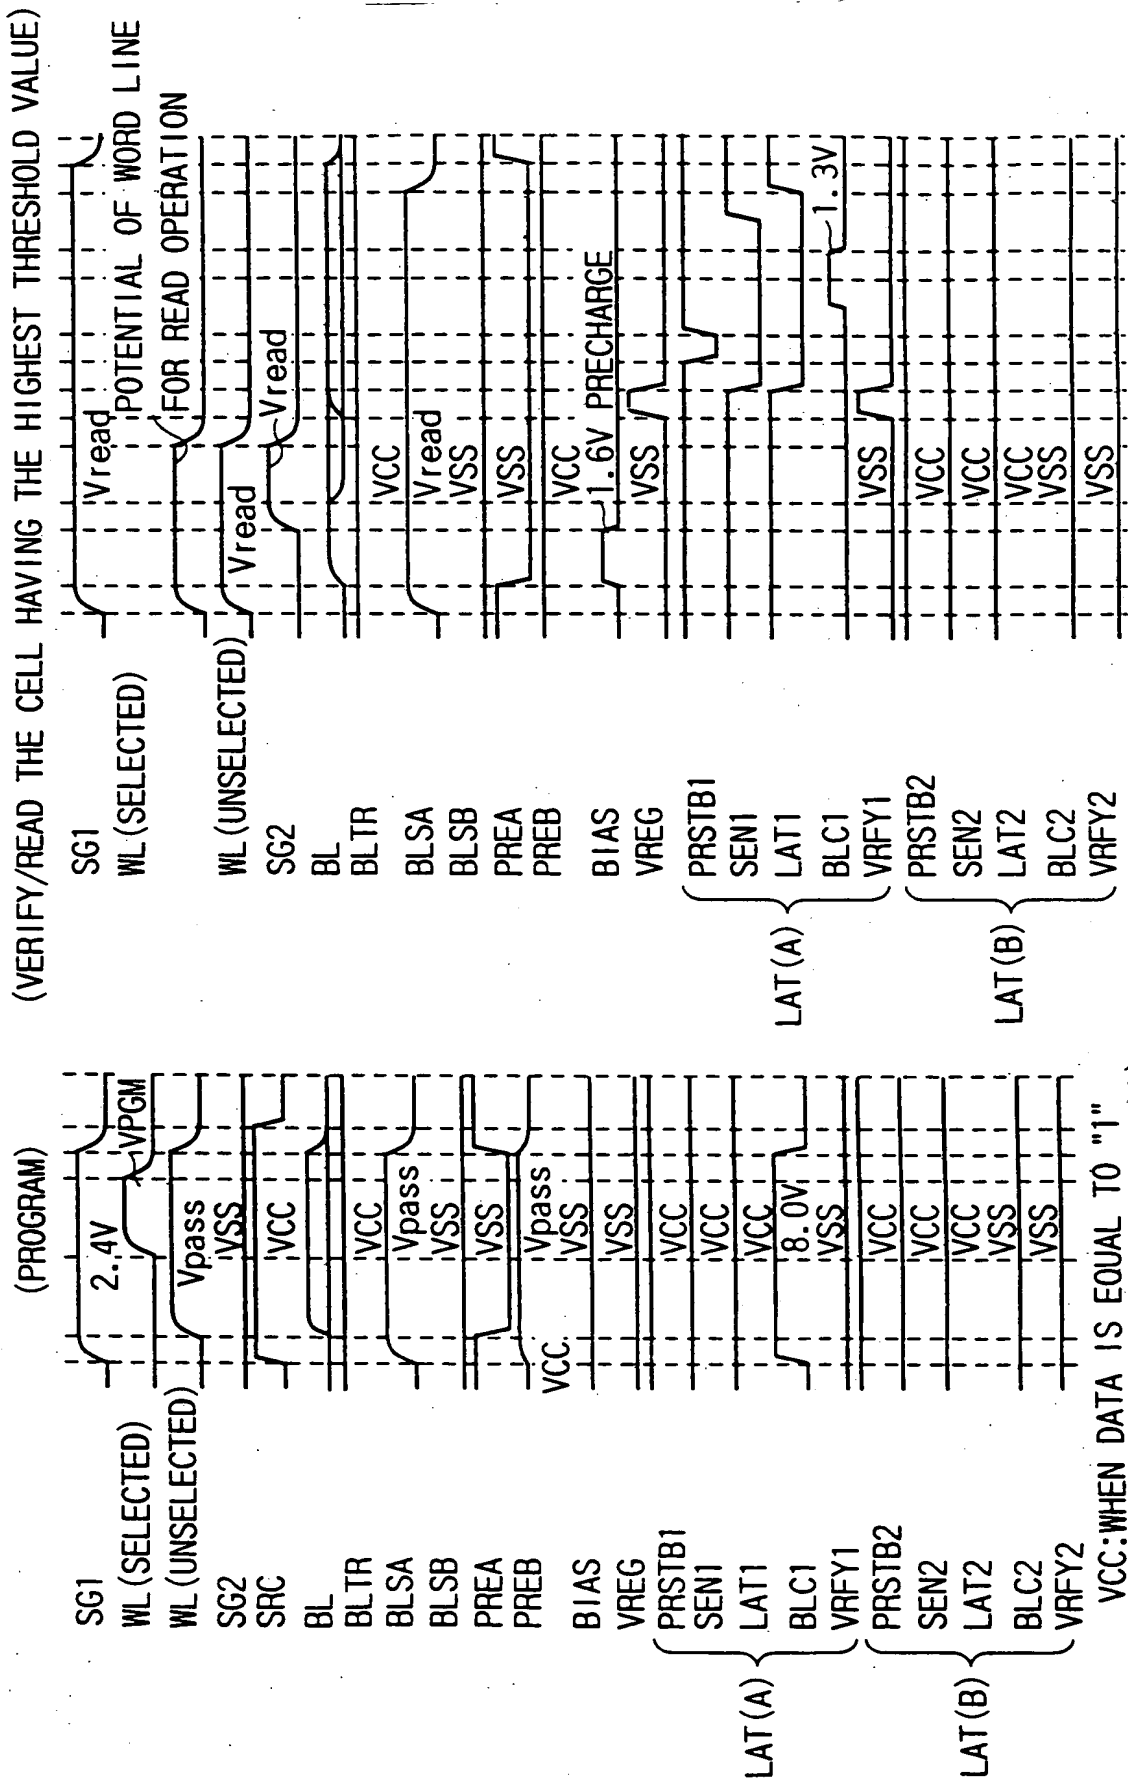 (PROGRAM)
SG1
2.4V
WL(SELECTED)
VPGM
WL(UNSELECTED)
Vpass
SG2
VSS
SRC
VCC
BL
BLTR
VCC
BLSA
Vpass
BLSB
VSS
PREA
VSS
PREB
VCC
Vpass
BIAS
VSS
VREG
VSS
LAT(A)
PRSTB1
VCC
SEN1
VCC
LAT1
VCC
BLC1
8.0V
VRFY1
VSS
LAT(B)
PRSTB2
VCC
SEN2
VCC
LAT2
VCC
BLC2
VSS
VRFY2
VSS
VCC:WHEN DATA IS EQUAL TO "1"
(VERIFY/READ THE CELL HAVING THE HIGHEST THRESHOLD VALUE)
SG1
Vread
WL(SELECTED)
POTENTIAL OF WORD LINE
FOR READ OPERATION
WL(UNSELECTED)
Vread
SG2
Vread
BL
BLTR
VCC
BLSA
Vread
BLSB
VSS
PREA
VSS
PREB
VCC
BIAS
1.6V PRECHARGE
VREG
VSS
LAT(A)
PRSTB1
SEN1
LAT1
BLC1
1.3V
VRFY1
VSS
LAT(B)
PRSTB2
VCC
SEN2
VCC
LAT2
VCC
BLC2
VSS
VRFY2
VSS